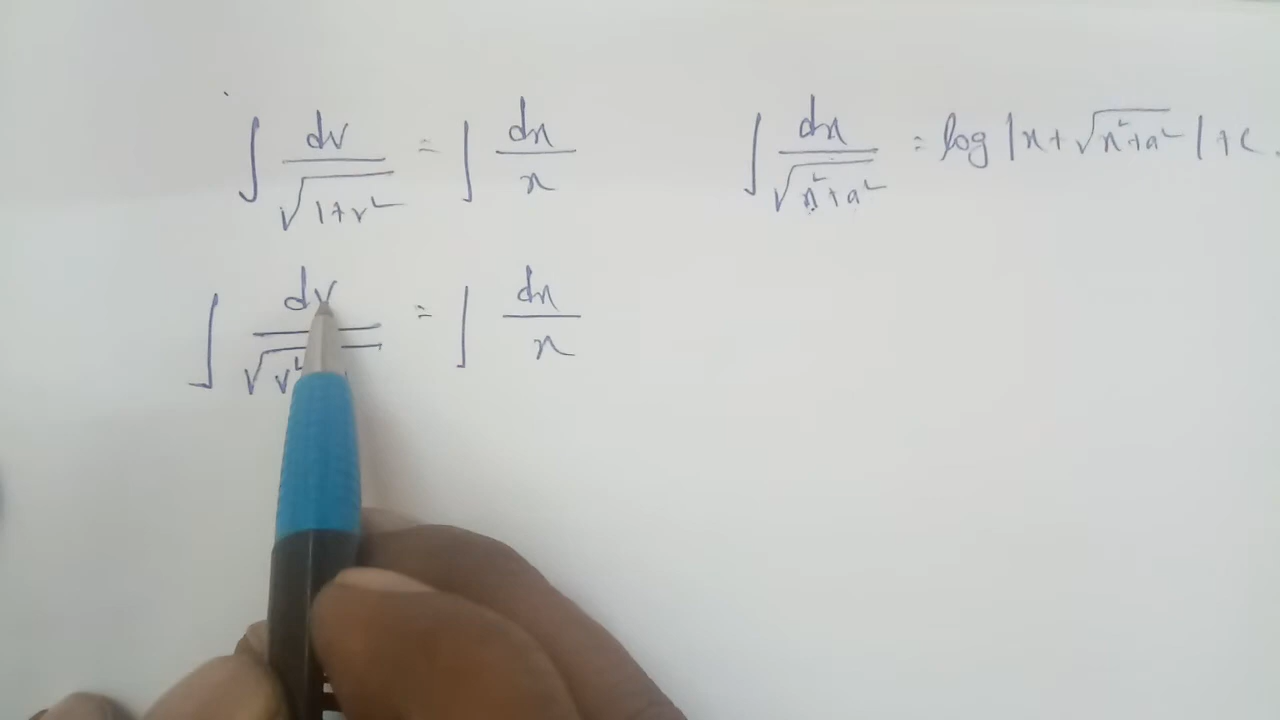 ∫ dv/√(1+v²) = ∫ dx/x
∫ dx/√(x²+a²) = log |x+√(x²+a²)| + c.
∫ dv/√(v² = ∫ dx/x